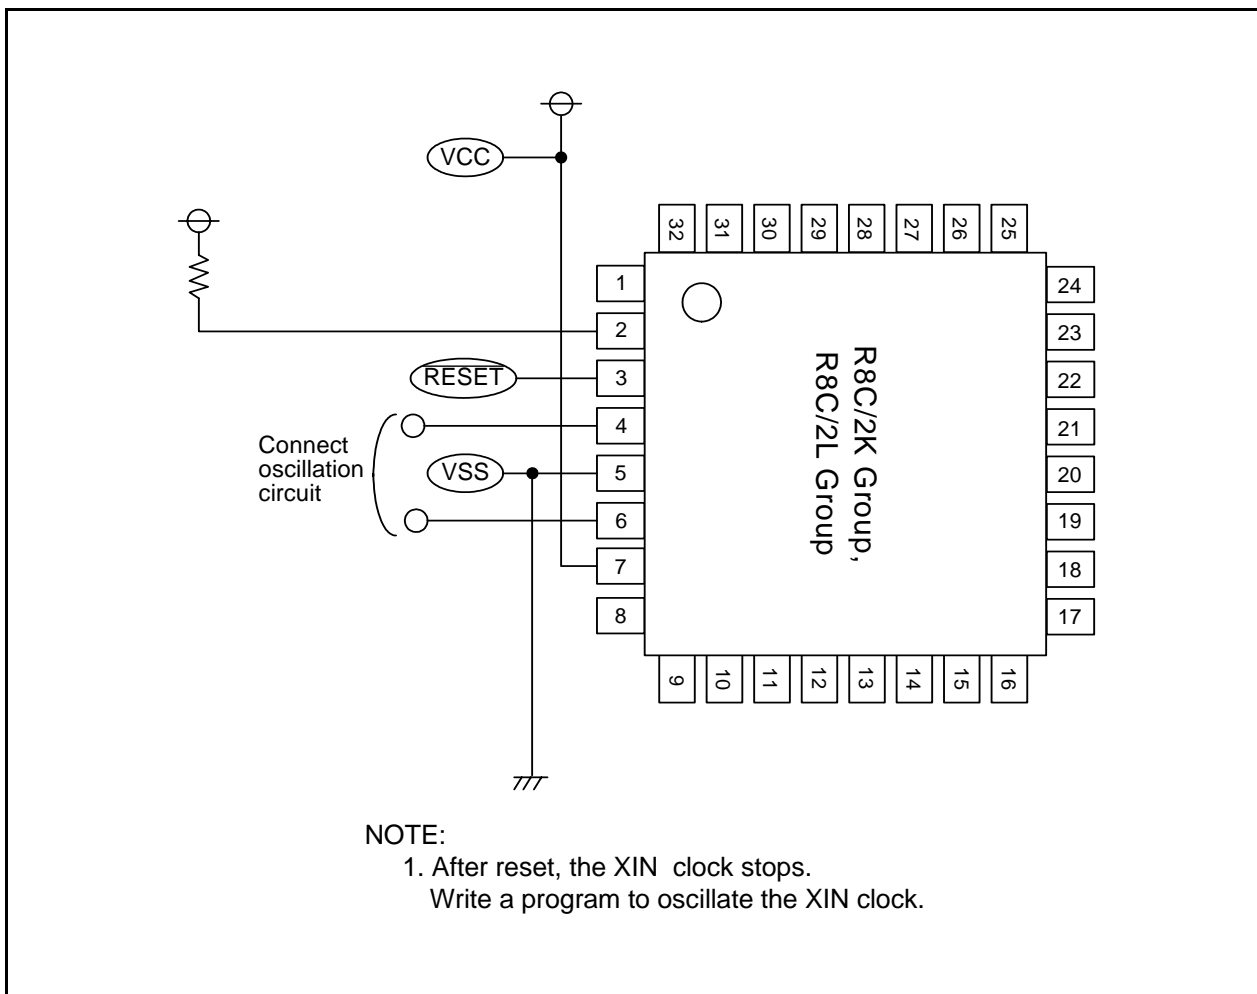 VCC
32
31
30
29
28
27
26
25
1
2
3
4
5
6
7
8
24
23
22
21
20
19
18
17
RESET
Connect
oscillation
circuit
VSS
R8C/2K Group,
R8C/2L Group
9
10
11
12
13
14
15
16
NOTE:
1. After reset, the XIN clock stops.
Write a program to oscillate the XIN clock.